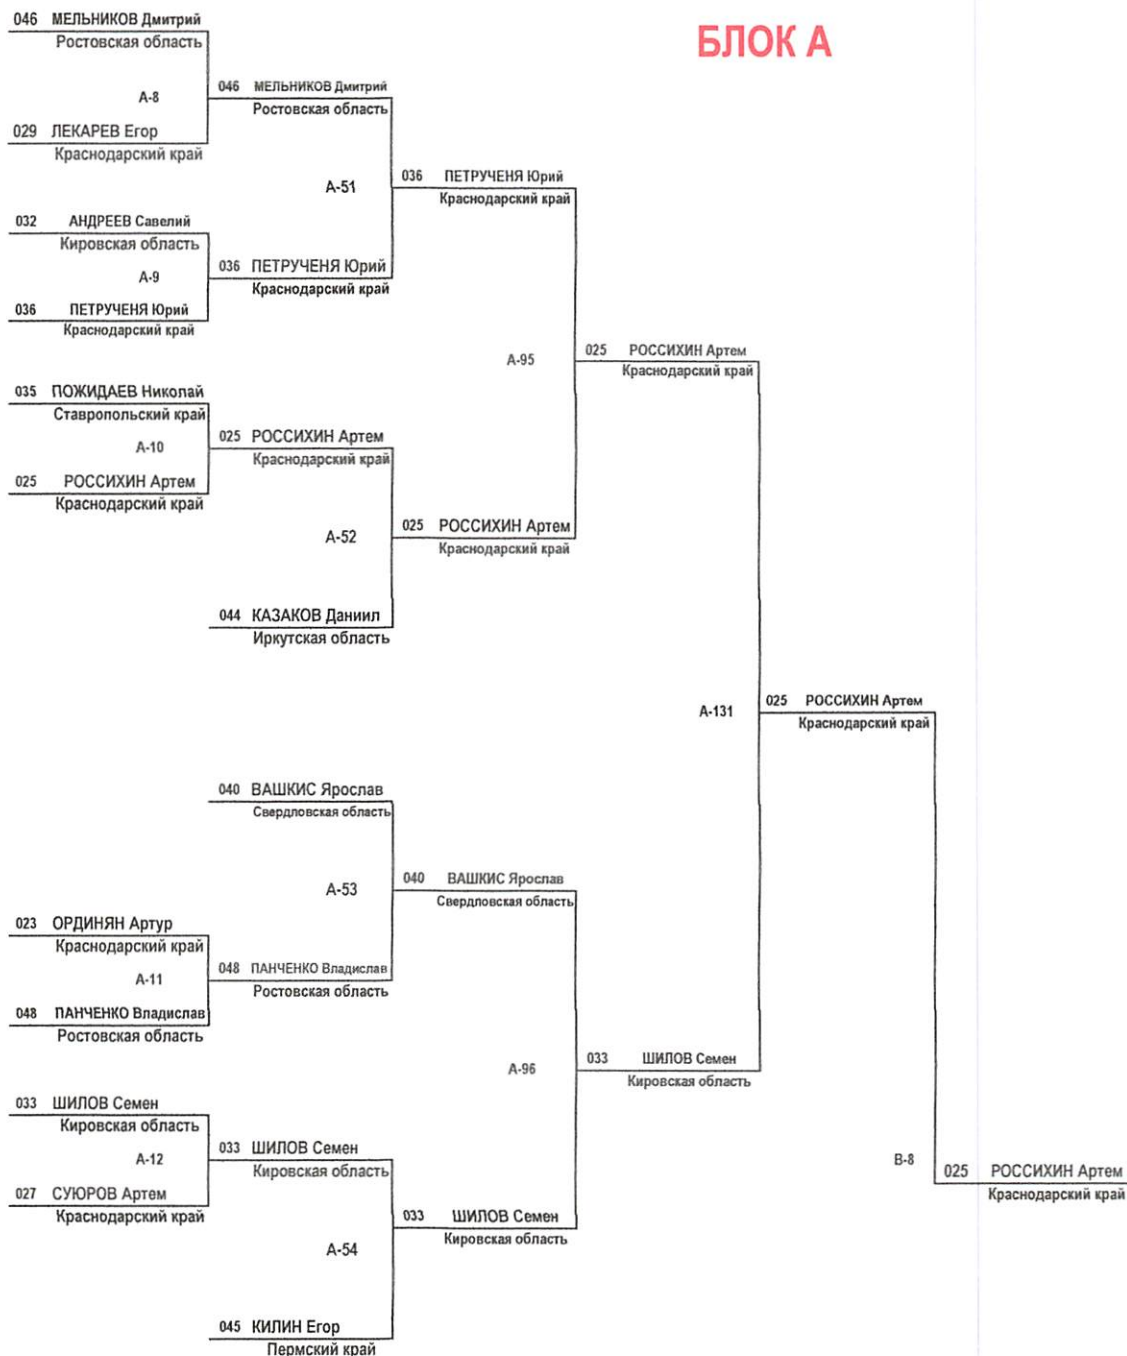 БЛОК А
046 МЕЛЬНИКОВ Дмитрий
Ростовская область
А-8
029 ЛЕКАРЕВ Егор
Краснодарский край
032 АНДРЕЕВ Савелий
Кировская область
А-9
036 ПЕТРУЧЕНЯ Юрий
Краснодарский край
035 ПОЖИДАЕВ Николай
Ставропольский край
А-10
025 РОССИХИН Артем
Краснодарский край
023 ОРДИНЯН Артур
Краснодарский край
А-11
048 ПАНЧЕНКО Владислав
Ростовская область
033 ШИЛОВ Семен
Кировская область
А-12
027 СУЮРОВ Артем
Краснодарский край
046 МЕЛЬНИКОВ Дмитрий
Ростовская область
А-51
036 ПЕТРУЧЕНЯ Юрий
Краснодарский край
025 РОССИХИН Артем
Краснодарский край
А-52
044 КАЗАКОВ Даниил
Иркутская область
040 ВАШКИС Ярослав
Свердловская область
А-53
048 ПАНЧЕНКО Владислав
Ростовская область
033 ШИЛОВ Семен
Кировская область
А-54
045 КИЛИН Егор
Пермский край
036 ПЕТРУЧЕНЯ Юрий
Краснодарский край
А-95
025 РОССИХИН Артем
Краснодарский край
040 ВАШКИС Ярослав
Свердловская область
А-96
033 ШИЛОВ Семен
Кировская область
025 РОССИХИН Артем
Краснодарский край
А-131
033 ШИЛОВ Семен
Кировская область
025 РОССИХИН Артем
Краснодарский край
В-8
025 РОССИХИН Артем
Краснодарский край